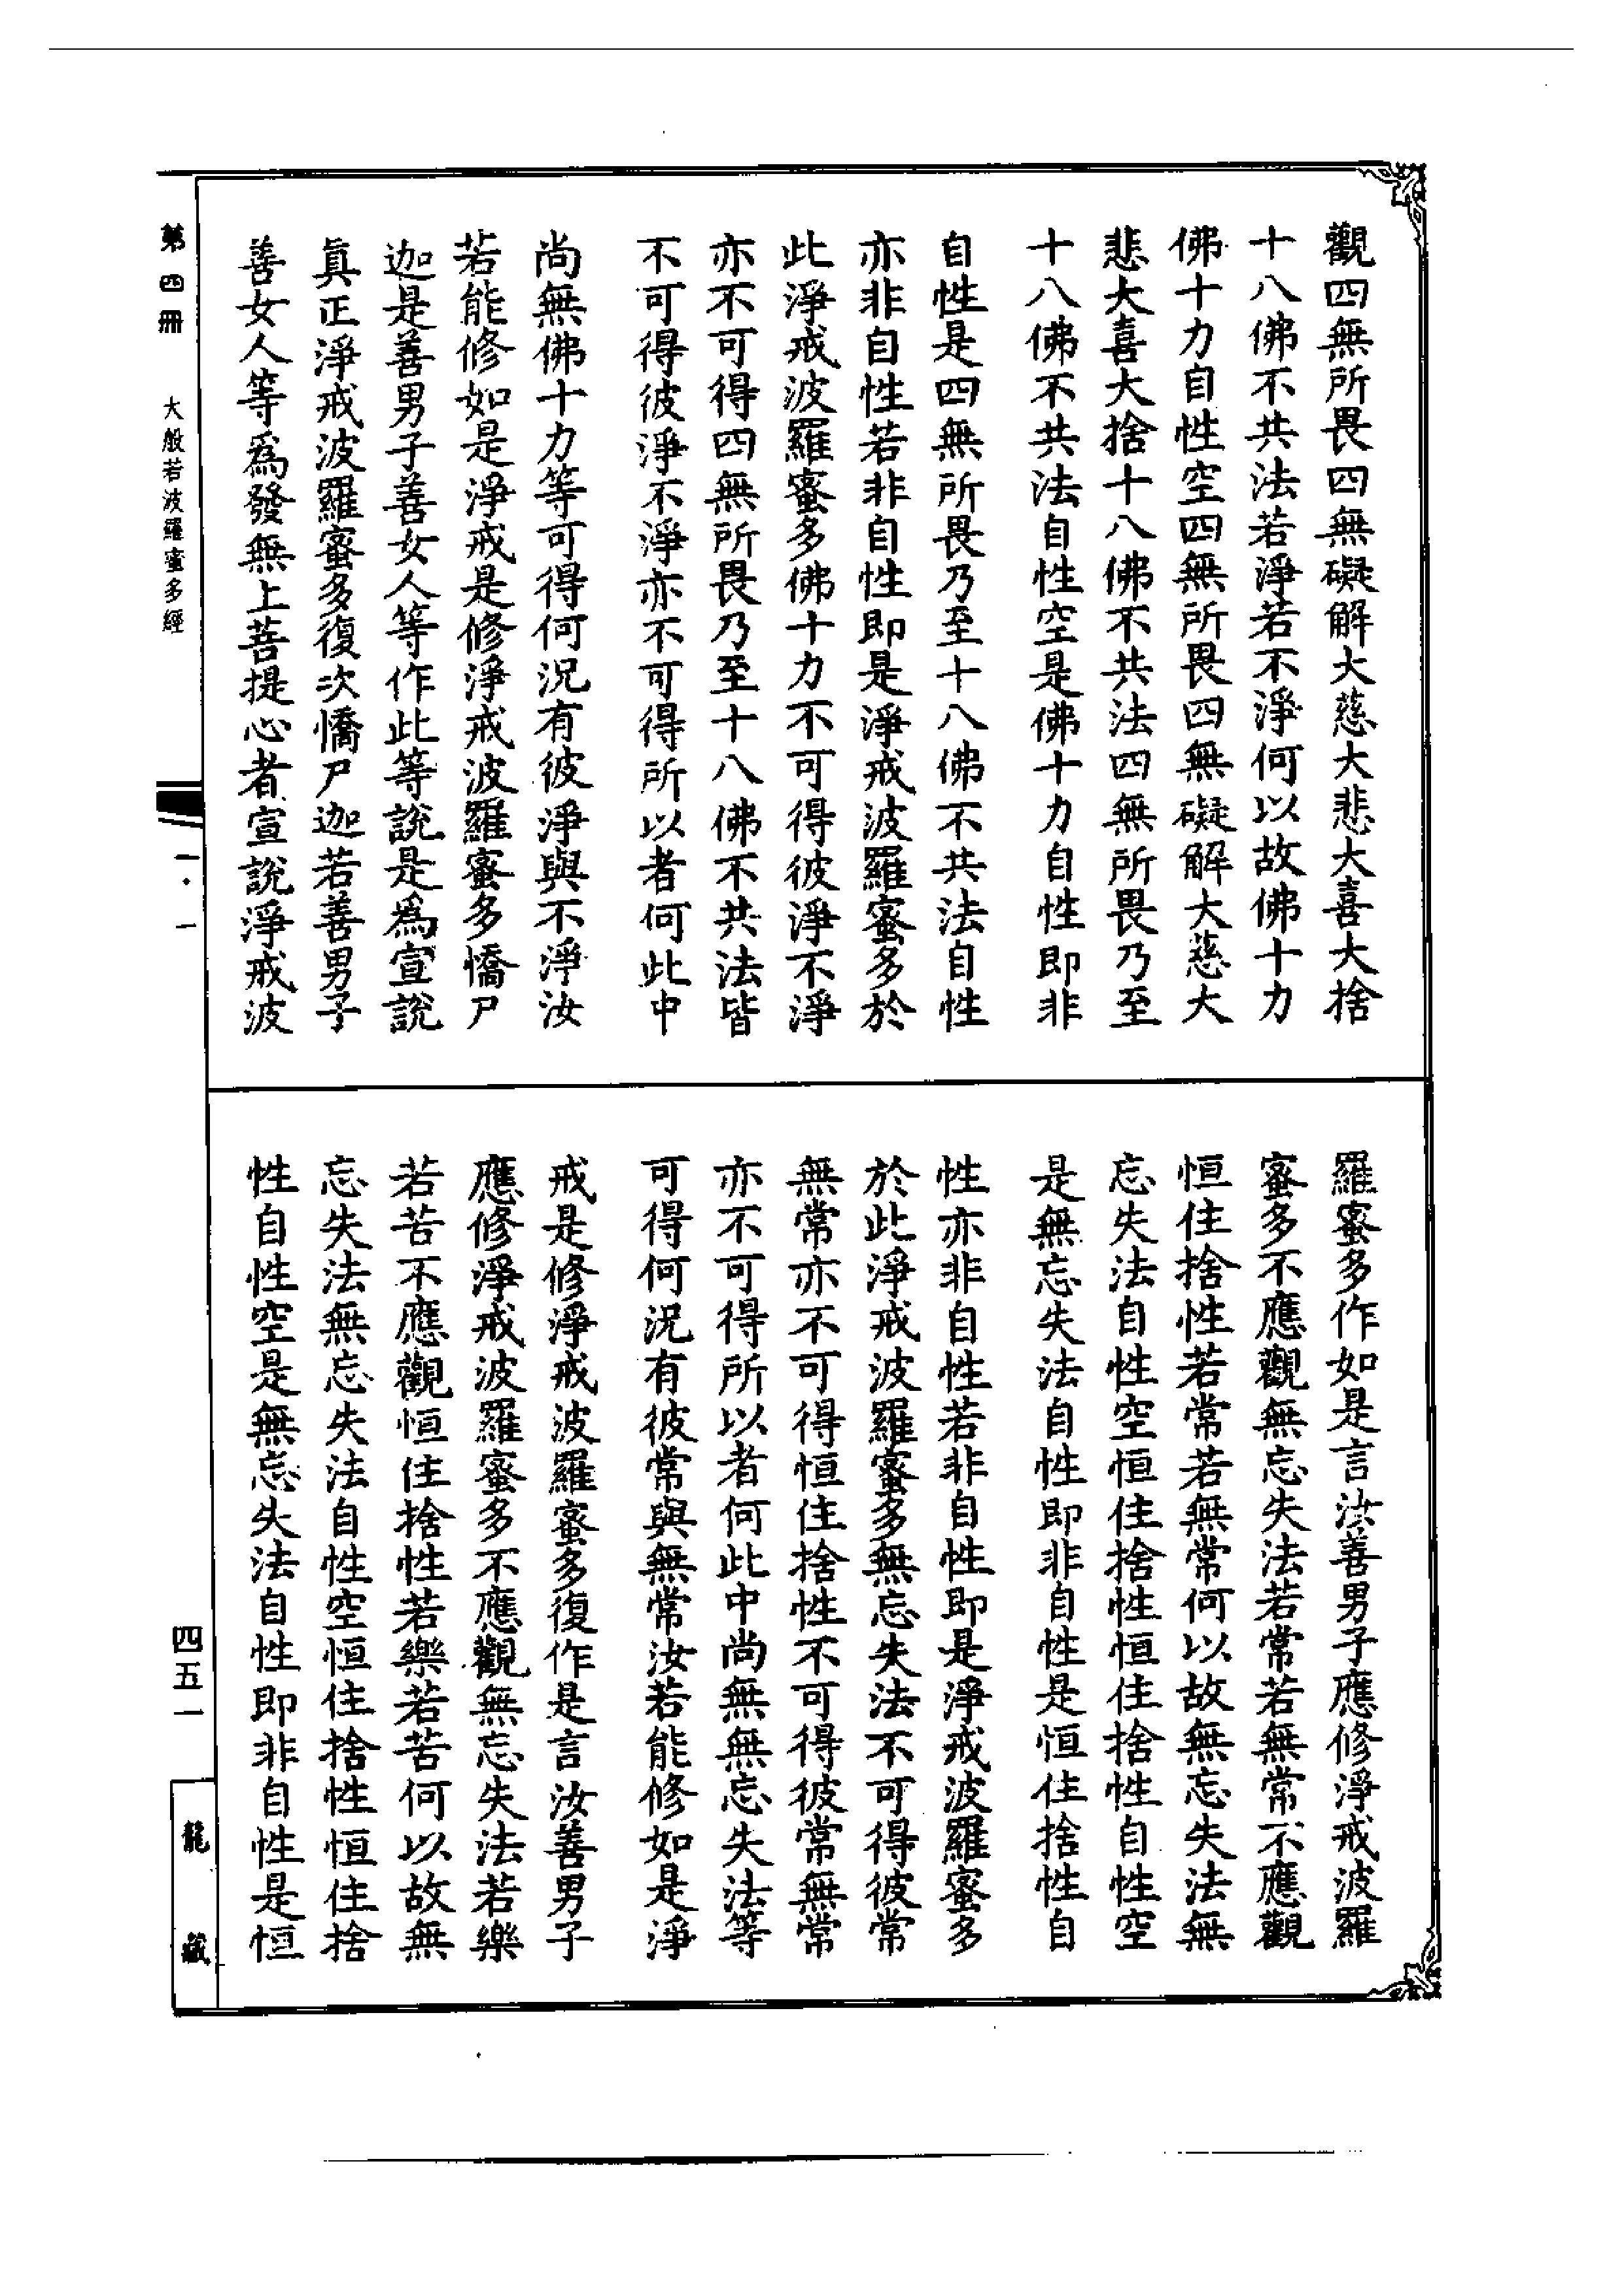 觀四無所畏四無礙解大慈大悲大喜大捨
十八佛不共法若淨若不淨何以故佛十力
佛十力自性空四無所畏四無礙解大慈大
悲大喜大捨十八佛不共法四無所畏乃至
十八佛不共法自性空是佛十力自性即非
自性是四無所畏乃至十八佛不共法自性
亦非自性若非自性即是淨戒波羅蜜多於
此淨戒波羅蜜多佛十力不可得彼淨不淨
亦不可得四無所畏乃至十八佛不共法皆
不可得彼淨不淨亦不可得所以者何此中
尚無佛十力等可得何況有彼淨與不淨汝
若能修如是淨戒是修淨戒波羅蜜多憍尸
迦是善男子善女人等作此等說是爲宣說
真正淨戒波羅蜜多復次憍尸迦若善男子
善女人等爲發無上菩提心者宣說淨戒波
羅蜜多作如是言汝善男子應修淨戒波羅
蜜多不應觀無忘失法若常若無常不應觀
恒住捨性若常若無常何以故無忘失法無
忘失法自性空恒住捨性恒住捨性自性空
是無忘失法自性即非自性是恒住捨性自
性亦非自性若非自性即是淨戒波羅蜜多
於此淨戒波羅蜜多無忘失法不可得彼常
無常亦不可得恒住捨性不可得彼常無常
亦不可得所以者何此中尚無無忘失法等
可得何況有彼常與無常汝若能修如是淨
戒是修淨戒波羅蜜多復作是言汝善男子
應修淨戒波羅蜜多不應觀無忘失法若樂
若苦不應觀恒住捨性若樂若苦何以故無
忘失法無忘失法自性空恒住捨性恒住捨
性自性空是無忘失法自性即非自性是恒
第四冊
大般若波羅蜜多經
一·一
四五一
龍藏